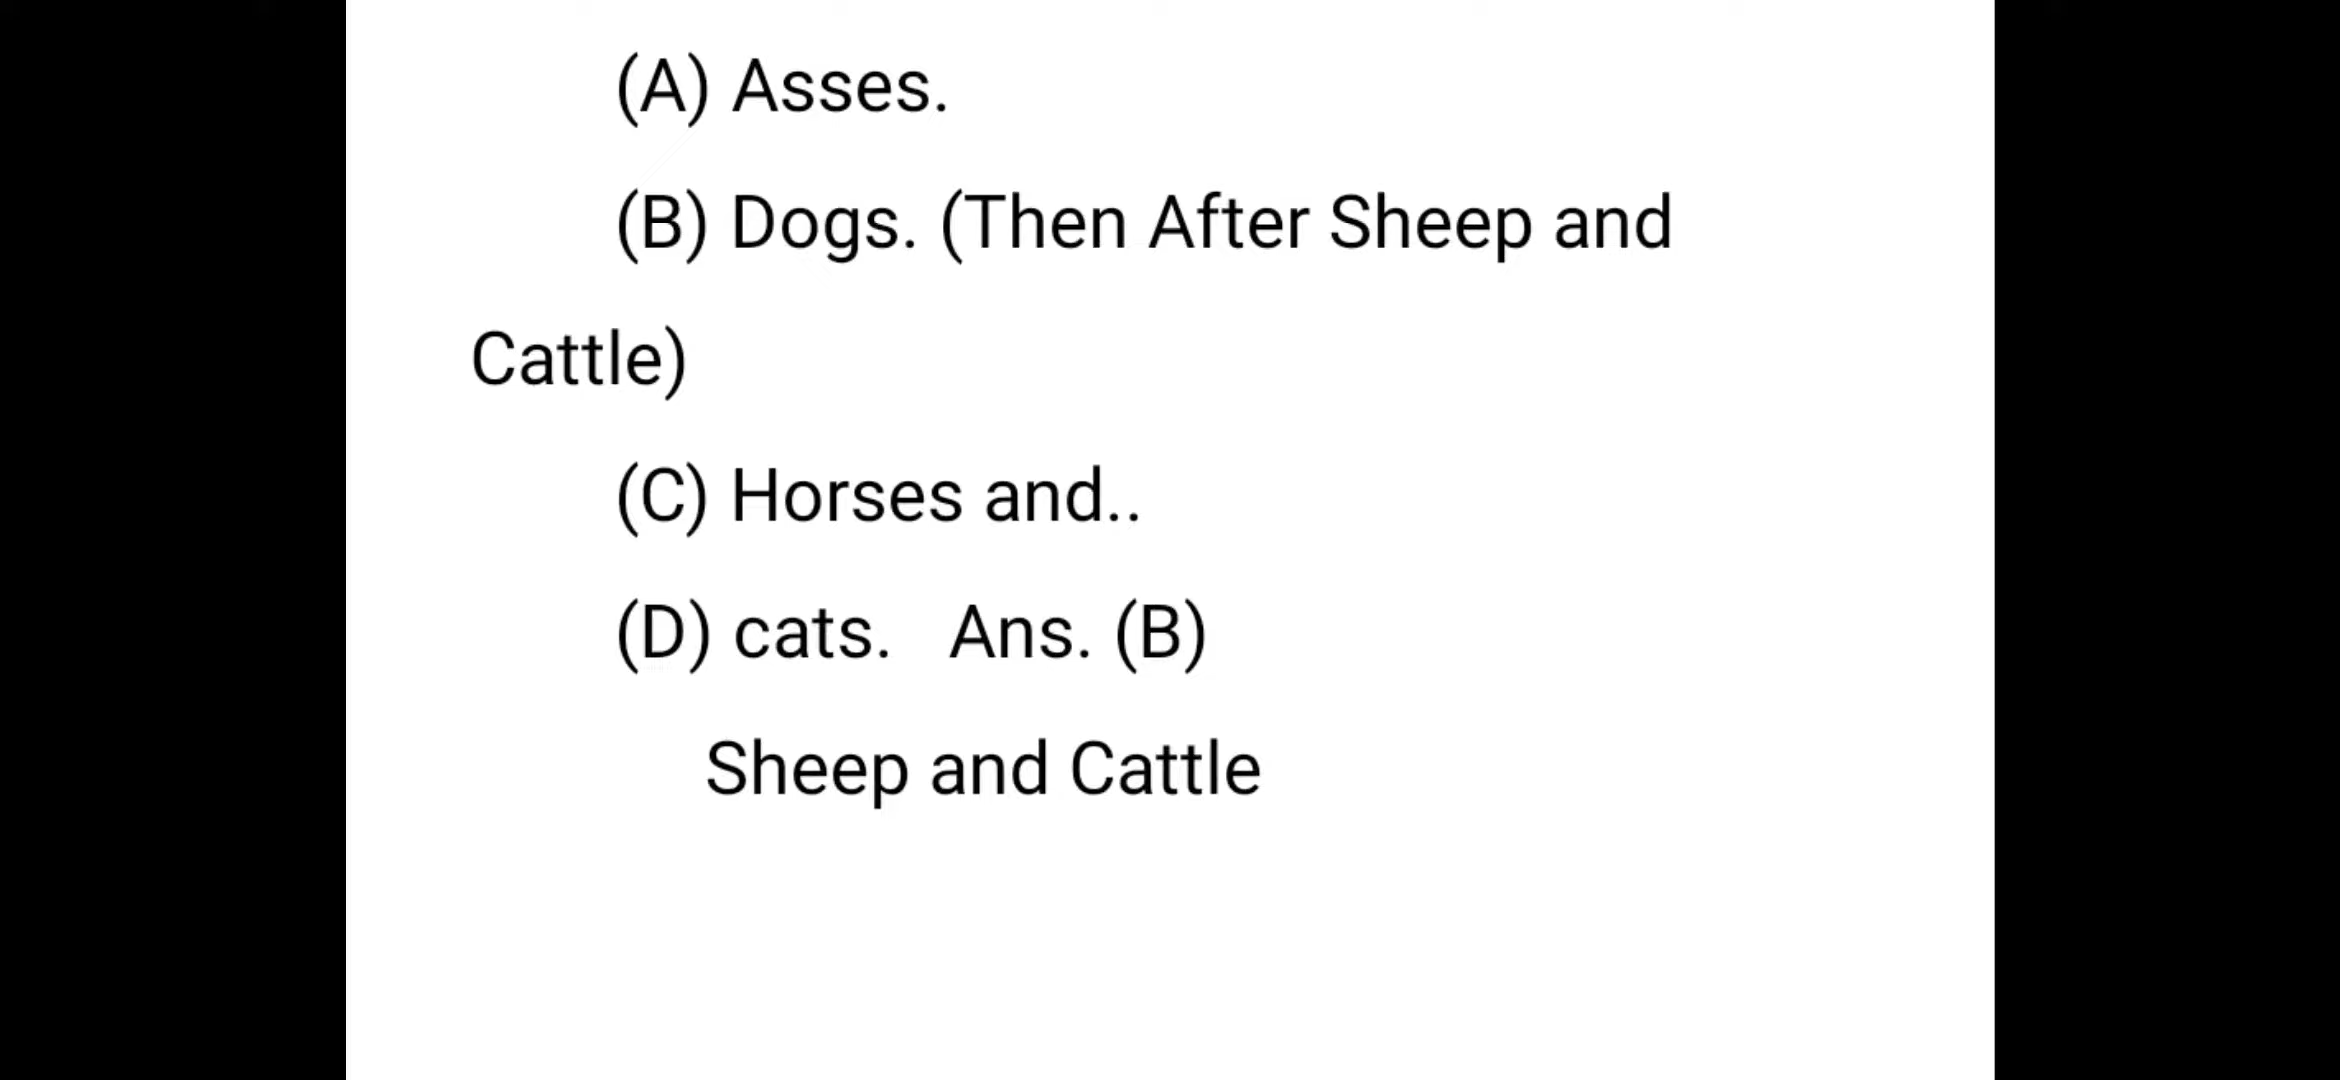 (A) Asses.
(B) Dogs. (Then After Sheep and
Cattle)
(C) Horses and..
(D) cats. Ans. (B)
Sheep and Cattle